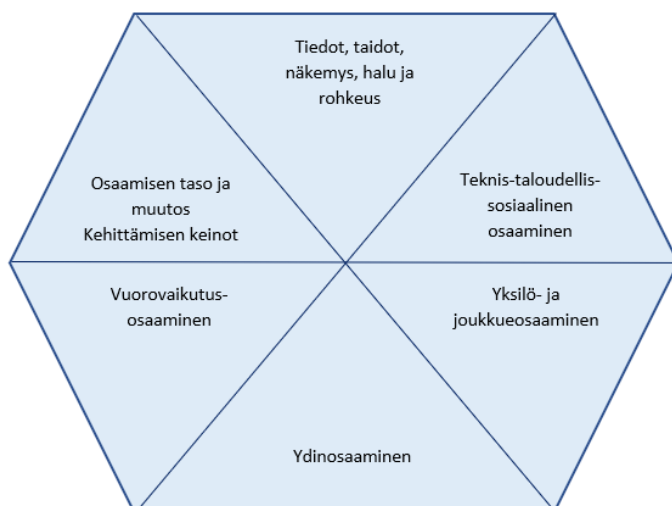 Tiedot, taidot,
näkemys, halu ja
rohkeus
Teknis-taloudellis-
sosiaalinen
osaaminen
Yksilö- ja
joukkueosaaminen
Ydinosaaminen
Vuorovaikutus-
osaaminen
Osaamisen taso ja
muutos
Kehittämisen keinot